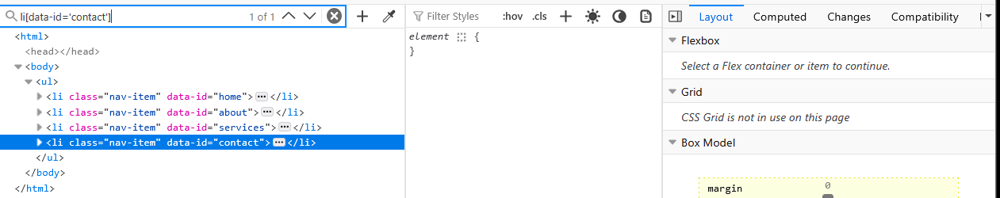 li[data-id='contact'] 1 of 1
<html>
<head></head>
<body>
<ul>
<li class="nav-item" data-id="home"></li>
<li class="nav-item" data-id="about"></li>
<li class="nav-item" data-id="services"></li>
<li class="nav-item" data-id="contact"></li>
</ul>
</body>
</html>
Filter Styles :hov .cls
element {
}
Layout Computed Changes Compatibility
Flexbox
Select a Flex container or item to continue.
Grid
CSS Grid is not in use on this page
Box Model
margin 0